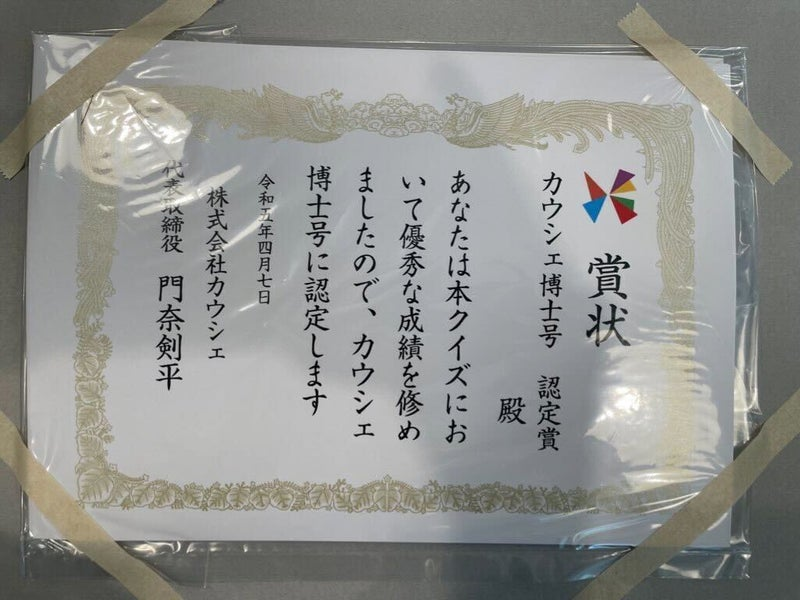 賞状
カウシェ博士号 認定賞
殿
あなたは本クイズにお
いて優秀な成績を修め
ましたので、カウシェ
博士号に認定します
令和五年四月七日
株式会社カウシェ
代表取締役 門奈剣平